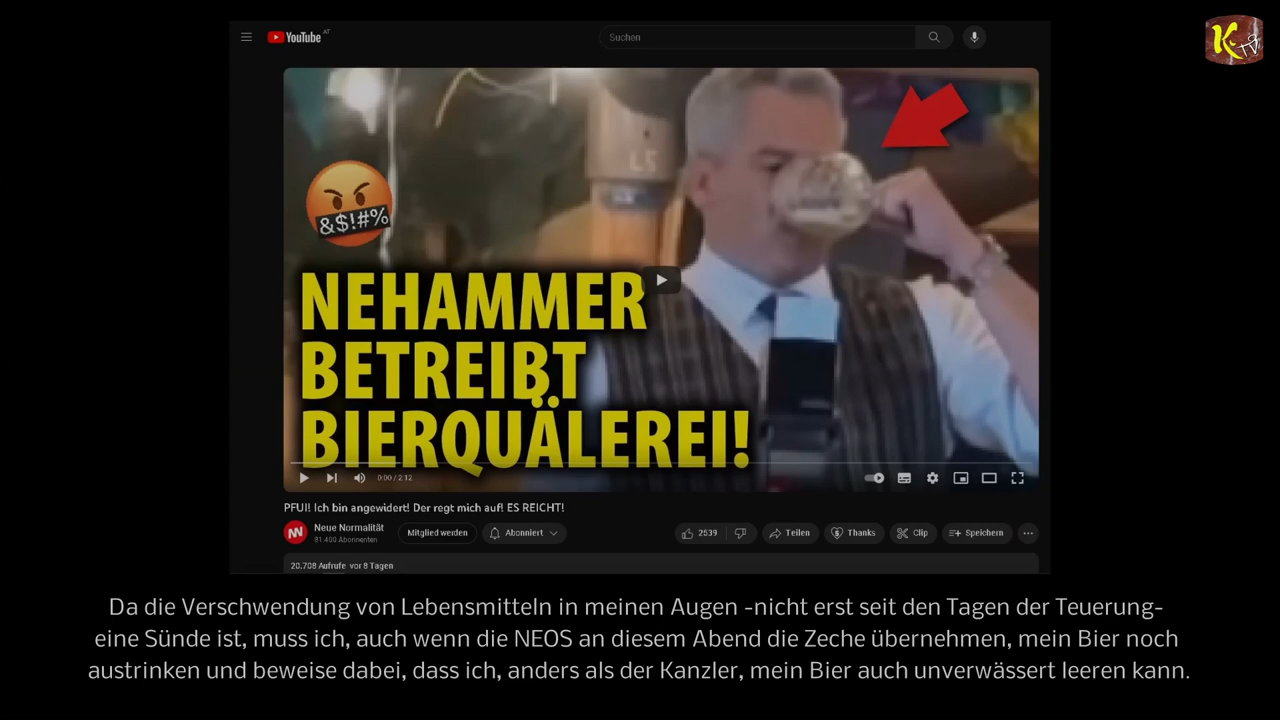 YouTube AT
Suchen
K TV
&$!#%
LZ
NEHAMMER
BETREIBT
BIERQUÄLEREI!
0:00 / 2:12
PFUI! Ich bin angewidert! Der regt mich auf! ES REICHT!
Neue Normalität
81.400 Abonnenten
Mitglied werden
Abonniert
2539
Teilen
Thanks
Clip
Speichern
20.708 Aufrufe vor 8 Tagen
Da die Verschwendung von Lebensmitteln in meinen Augen -nicht erst seit den Tagen der Teuerung-
eine Sünde ist, muss ich, auch wenn die NEOS an diesem Abend die Zeche übernehmen, mein Bier noch
austrinken und beweise dabei, dass ich, anders als der Kanzler, mein Bier auch unverwässert leeren kann.